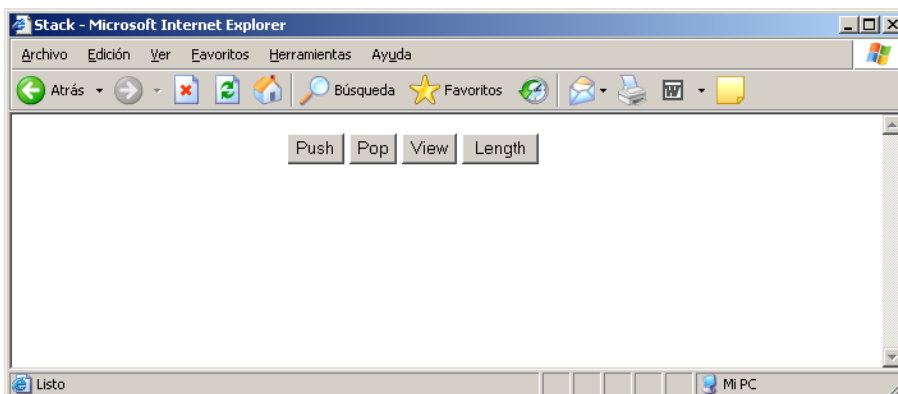 Stack - Microsoft Internet Explorer
Archivo Edición Ver Favoritos Herramientas Ayuda
Atrás Búsqueda Favoritos W
Push Pop View Length
Listo Mi PC